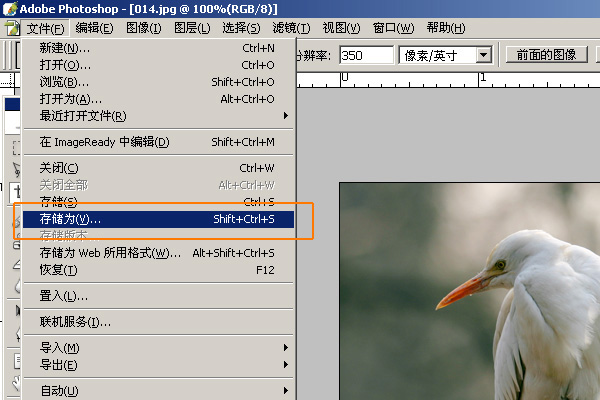 Adobe Photoshop - [014.jpg @ 100%(RGB/8)]
文件(F) 编辑(E) 图像(I) 图层(L) 选择(S) 滤镜(T) 视图(V) 窗口(W) 帮助(H)
分辨率: 350 像素/英寸 前面的图像
新建(N)... Ctrl+N
打开(O)... Ctrl+O
浏览(B)... Shift+Ctrl+O
打开为(A)... Alt+Ctrl+O
最近打开文件(R)
0 1
在 ImageReady 中编辑(D) Shift+Ctrl+M
关闭(C) Ctrl+W
关闭全部 Alt+Ctrl+W
存储(S) Ctrl+S
存储为(V)... Shift+Ctrl+S
存储版本...
存储为 Web 所用格式(W)... Alt+Shift+Ctrl+S
恢复(T) F12
置入(L)...
联机服务(I)...
导入(M)
导出(E)
自动(U)